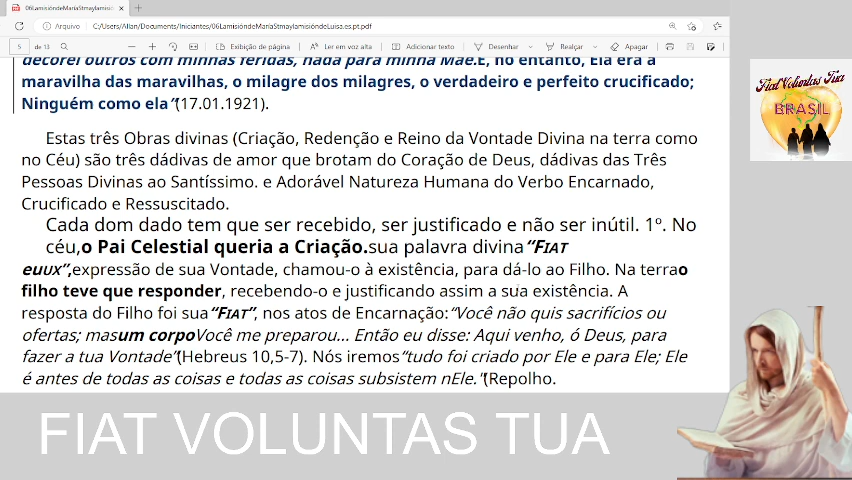 06LamisióndeMaríaStmaylamisió
Arquivo
C:/Users/Allan/Documents/Iniciantes/06LamisióndeMaríaStmaylamisióndeLuisa.es.pt.pdf
5 de 13
Exibição de página
Ler em voz alta
Adicionar texto
Desenhar
Realçar
Apagar
decorei outros com minhas feridas, nada para minha Mãe.E, no entanto, Ela era a
maravilha das maravilhas, o milagre dos milagres, o verdadeiro e perfeito crucificado;
Ninguém como ela"(17.01.1921).
Estas três Obras divinas (Criação, Redenção e Reino da Vontade Divina na terra como
no Céu) são três dádivas de amor que brotam do Coração de Deus, dádivas das Três
Pessoas Divinas ao Santíssimo. e Adorável Natureza Humana do Verbo Encarnado,
Crucificado e Ressuscitado.
Cada dom dado tem que ser recebido, ser justificado e não ser inútil. 1º. No
céu,o Pai Celestial queria a Criação.sua palavra divina"FIAT
euux",expressão de sua Vontade, chamou-o à existência, para dá-lo ao Filho. Na terrao
filho teve que responder, recebendo-o e justificando assim a sua existência. A
resposta do Filho foi sua"FIAT", nos atos de Encarnação:"Você não quis sacrifícios ou
ofertas; masum corpoVocê me preparou... Então eu disse: Aqui venho, ó Deus, para
fazer a tua Vontade"(Hebreus 10,5-7). Nós iremos"tudo foi criado por Ele e para Ele; Ele
é antes de todas as coisas e todas as coisas subsistem nEle."(Repolho.
Fiat Voluntas Tua
BRASIL
FIAT VOLUNTAS TUA